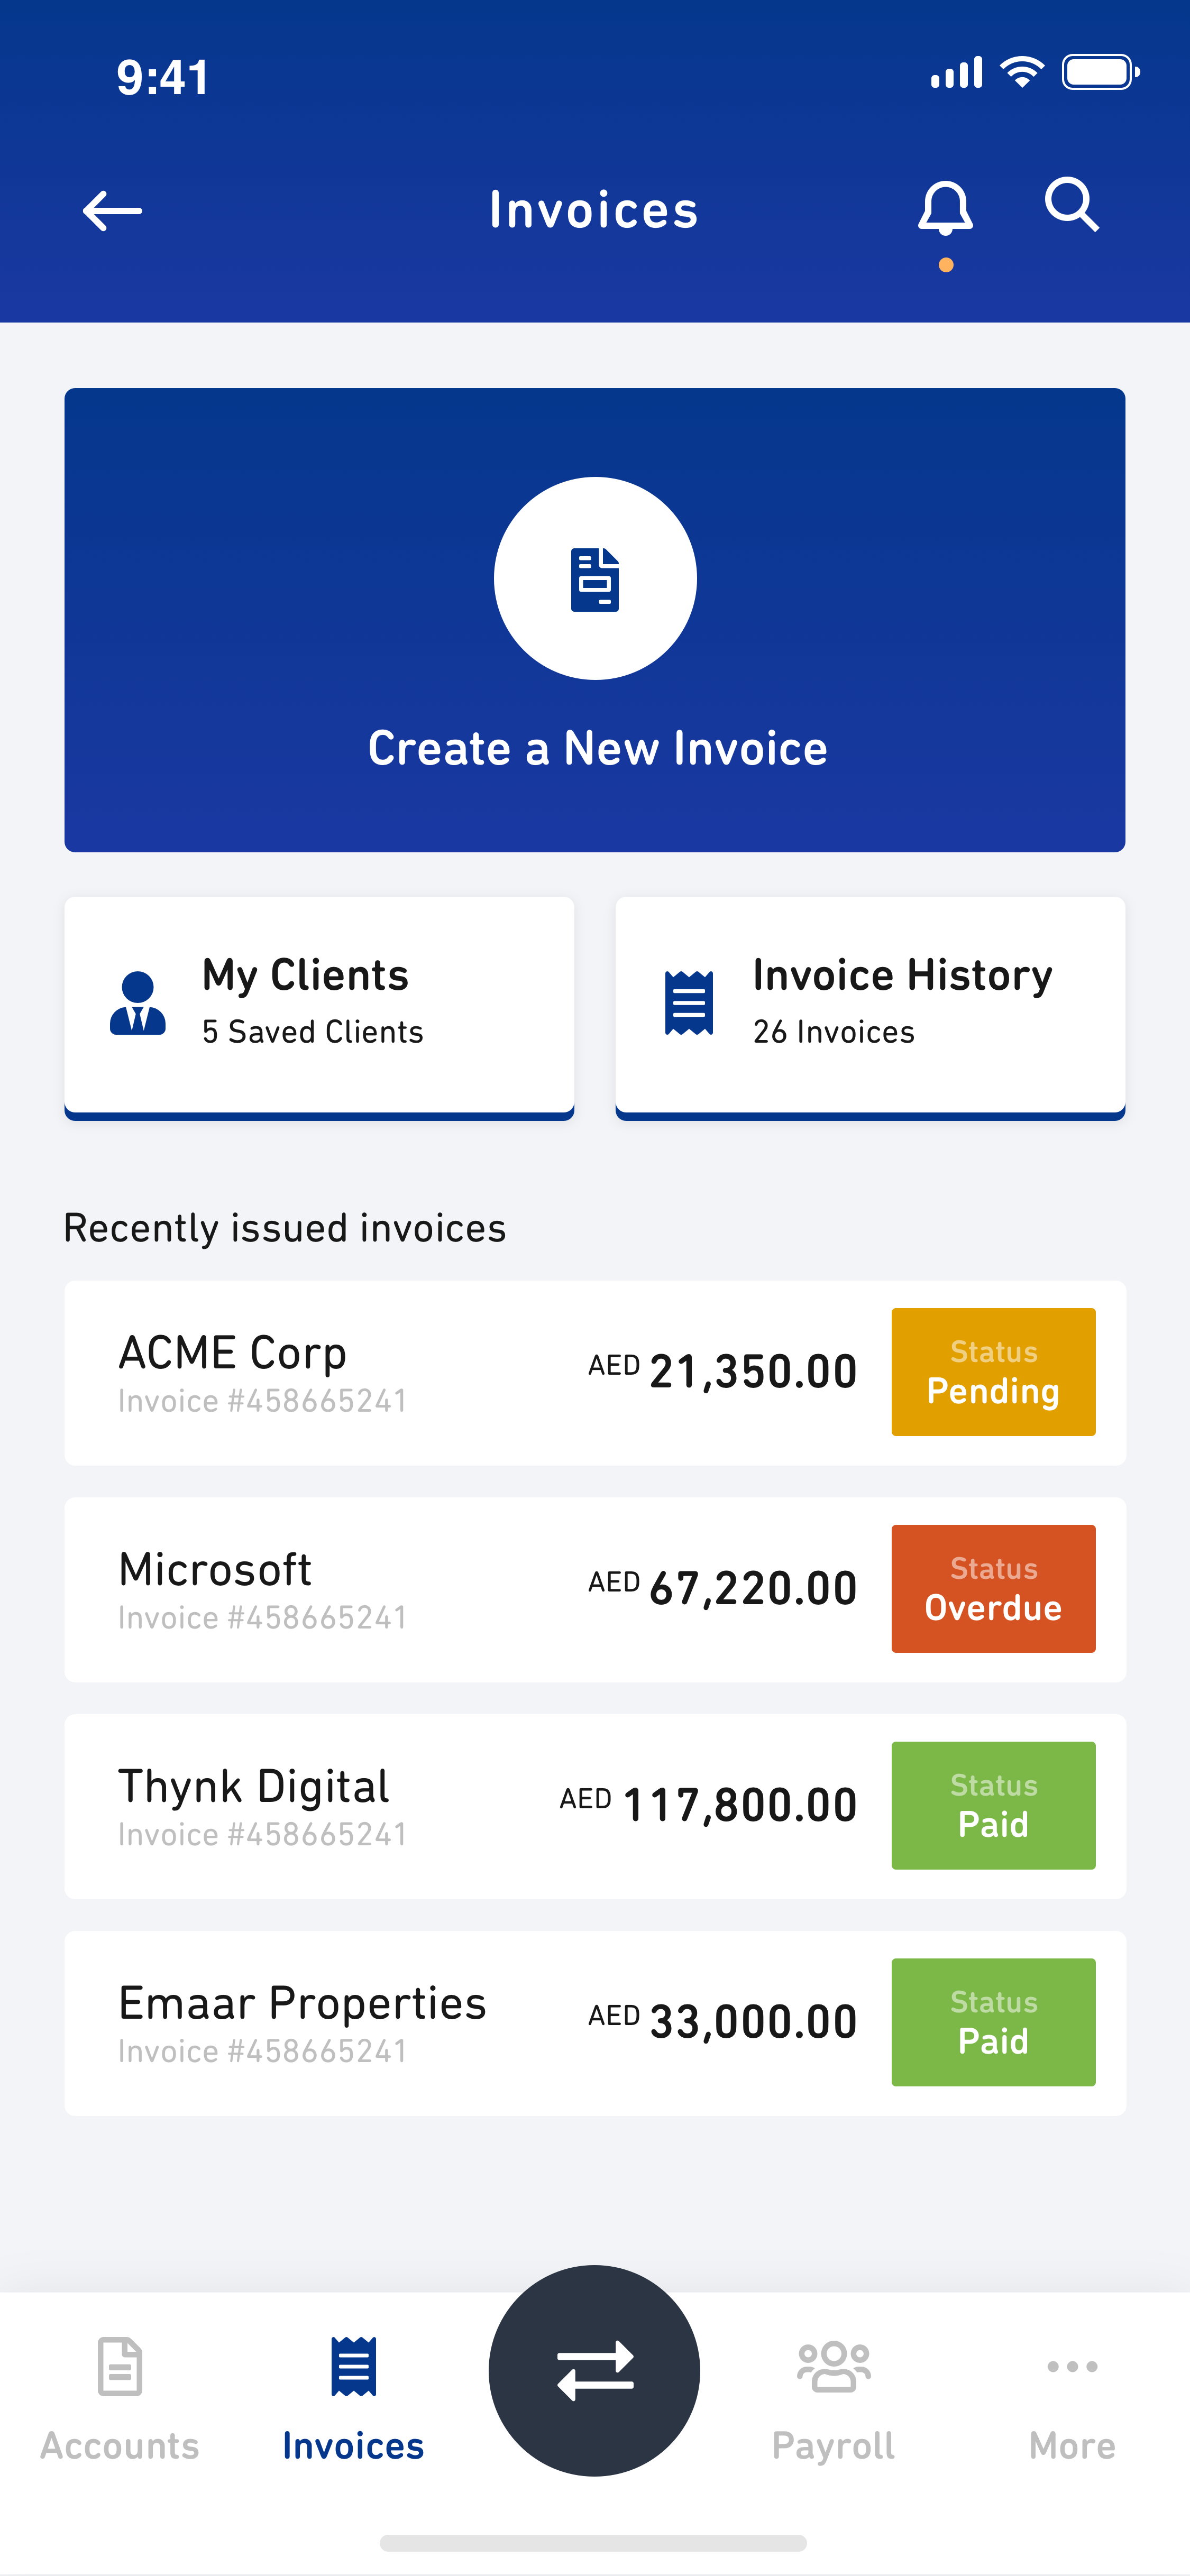 9:41
Invoices
Create a New Invoice
My Clients
5 Saved Clients
Invoice History
26 Invoices
Recently issued invoices
ACME Corp
Invoice #458665241
AED 21,350.00
Status
Pending
Microsoft
Invoice #458665241
AED 67,220.00
Status
Overdue
Thynk Digital
Invoice #458665241
AED 117,800.00
Status
Paid
Emaar Properties
Invoice #458665241
AED 33,000.00
Status
Paid
Accounts
Invoices
Payroll
More